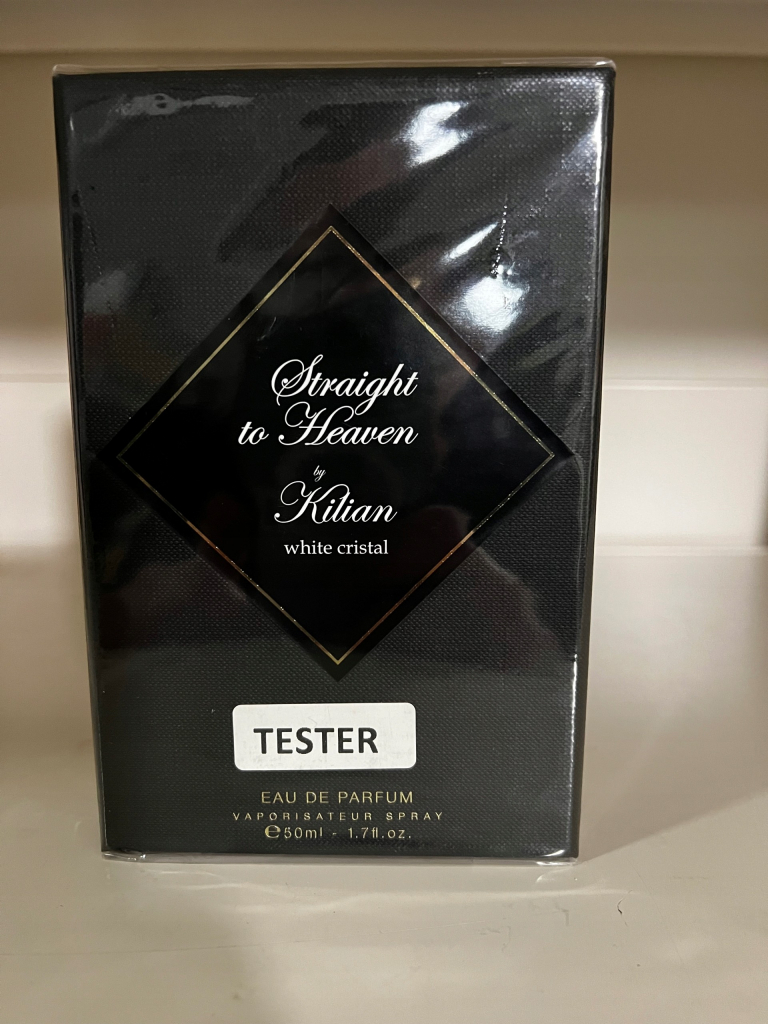 Straight
to Heaven
by
Kilian
white cristal
TESTER
EAU DE PARFUM
VAPORISATEUR SPRAY
℮50ml - 1.7fl.oz.